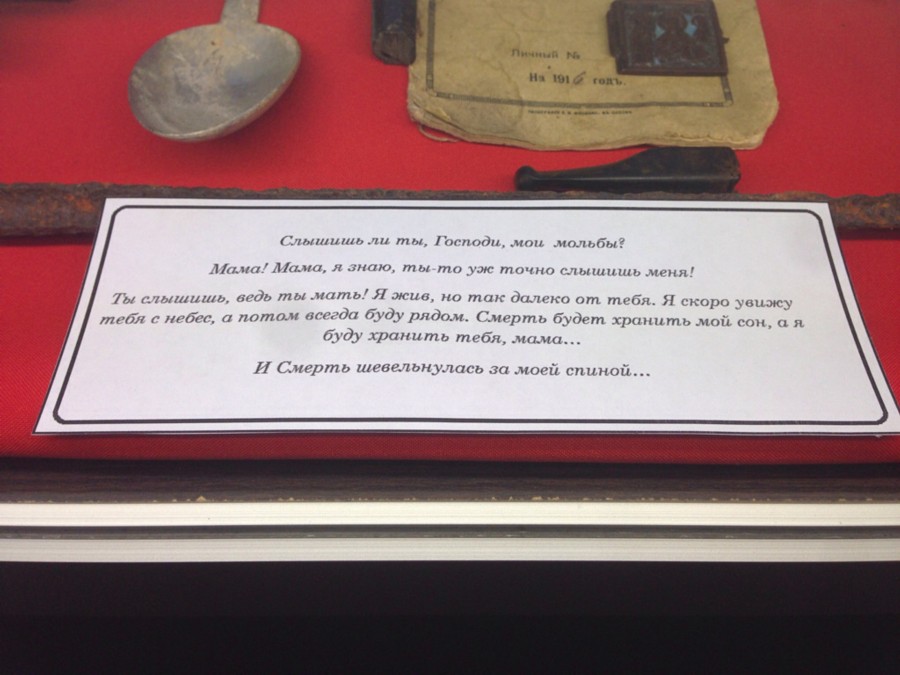 Личный №
На 1916 годъ.
Слышишь ли ты, Господи, мои мольбы?
Мама! Мама, я знаю, ты-то уж точно слышишь меня!
Ты слышишь, ведь ты мать! Я жив, но так далеко от тебя. Я скоро увижу
тебя с небес, а потом всегда буду рядом. Смерть будет хранить мой сон, а я
буду хранить тебя, мама...
И Смерть шевельнулась за моей спиной...